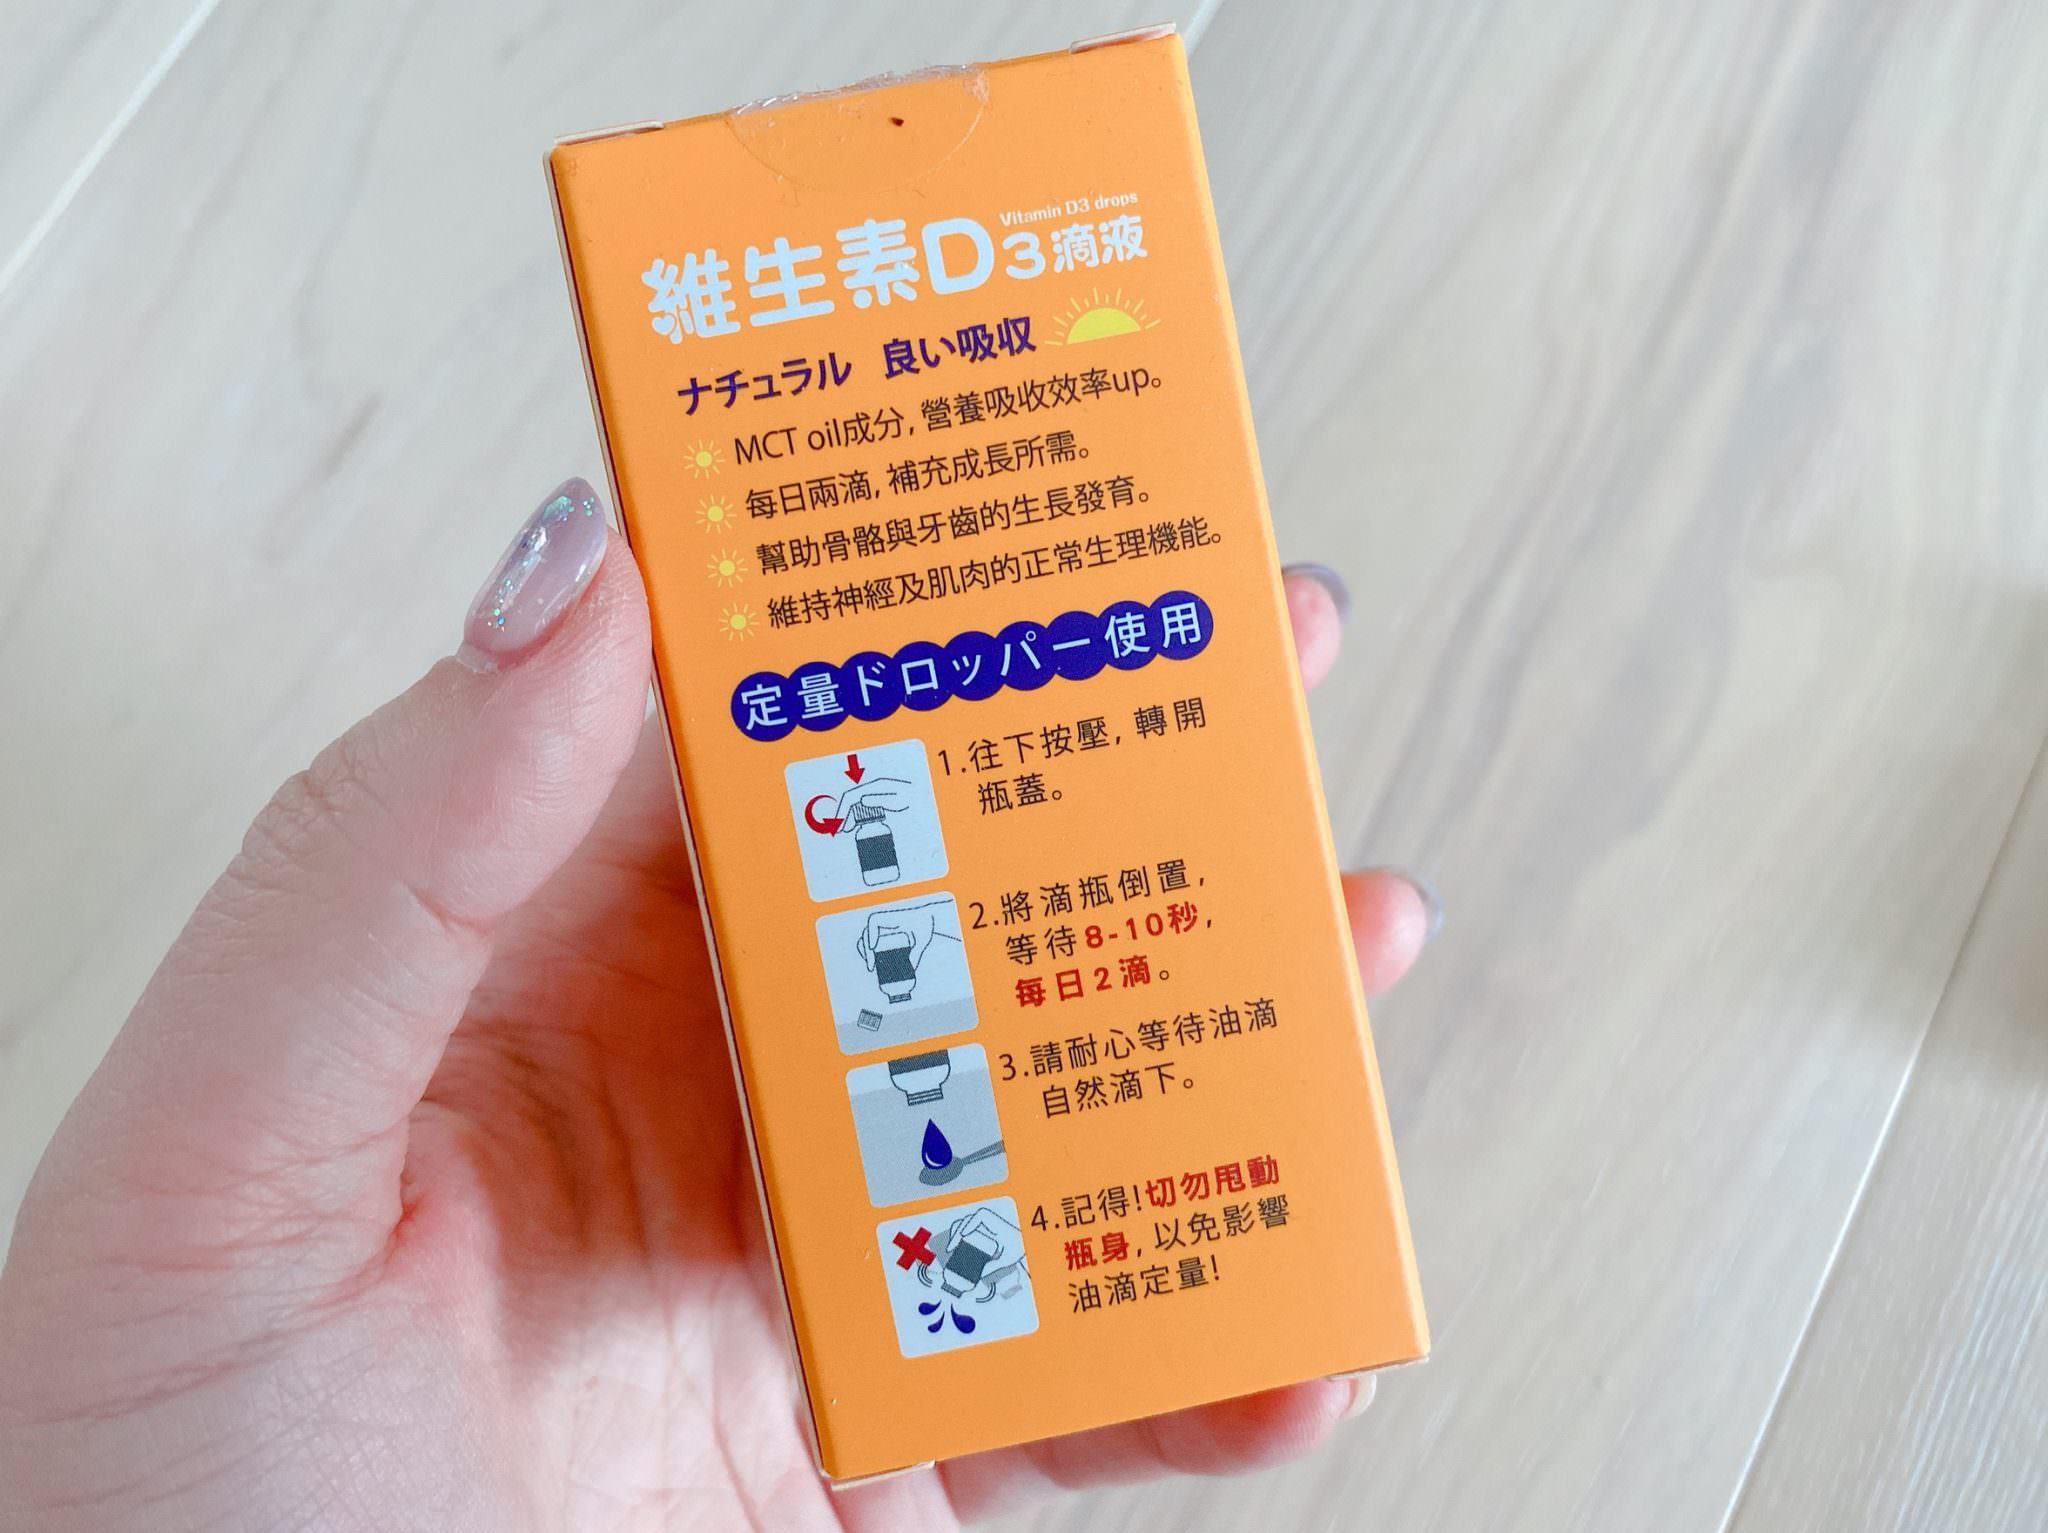 Vitamin D3 drops
維生素D3滴液
ナチュラル 良い吸収
MCT oil成分,營養吸收效率up。
每日兩滴,補充成長所需。
幫助骨骼與牙齒的生長發育。
維持神經及肌肉的正常生理機能。
定量ドロッパー使用
1.往下按壓,轉開
瓶蓋。
2.將滴瓶倒置,
等待8-10秒,
每日2滴。
3.請耐心等待油滴
自然滴下。
4.記得!切勿甩動
瓶身,以免影響
油滴定量!